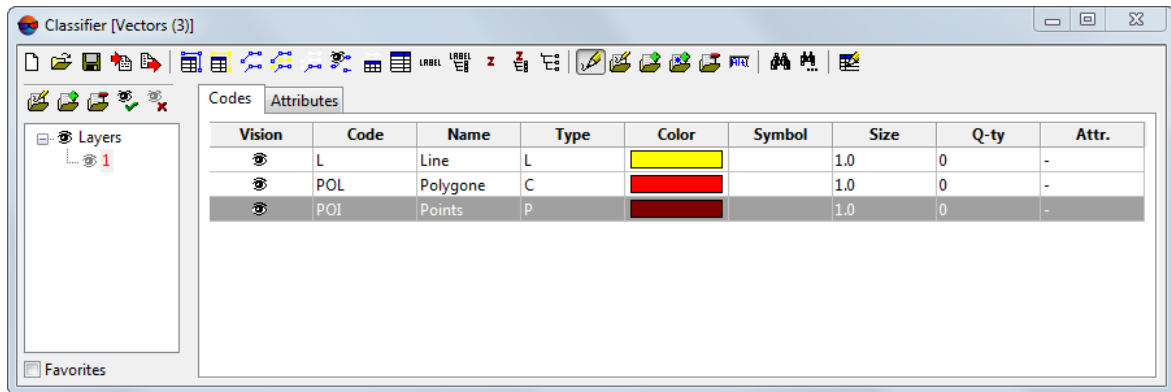 Classifier [Vectors (3)]
LABEL LABEL Z Z ATR
Codes Attributes
Layers
1
Vision Code Name Type Color Symbol Size Q-ty Attr.
L Line L 1.0 0 -
POL Polygone C 1.0 0 -
POI Points P 1.0 0 -
Favorites